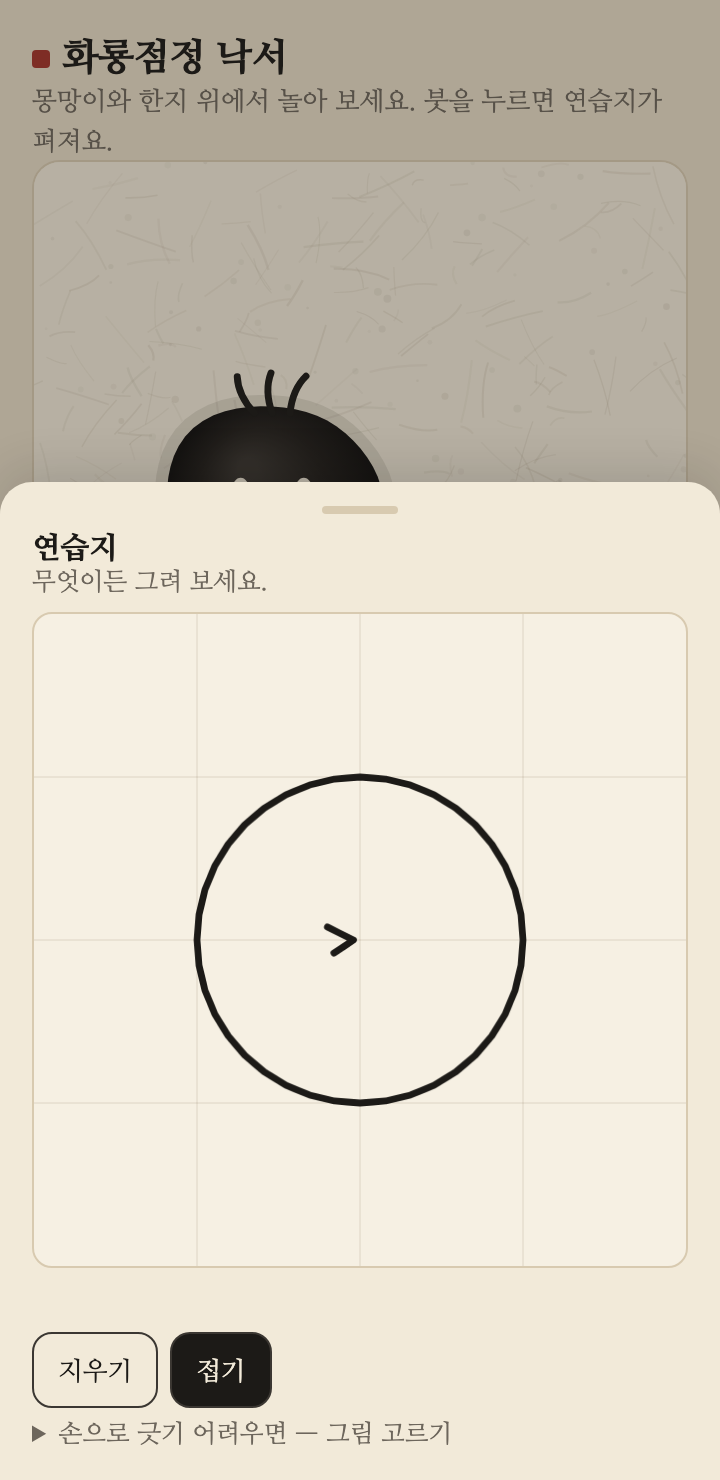 화룡점정 낙서
몽망이와 한지 위에서 놀아 보세요. 붓을 누르면 연습지가
펴져요.
연습지
무엇이든 그려 보세요.
지우기
접기
▶ 손으로 긋기 어려우면 — 그림 고르기